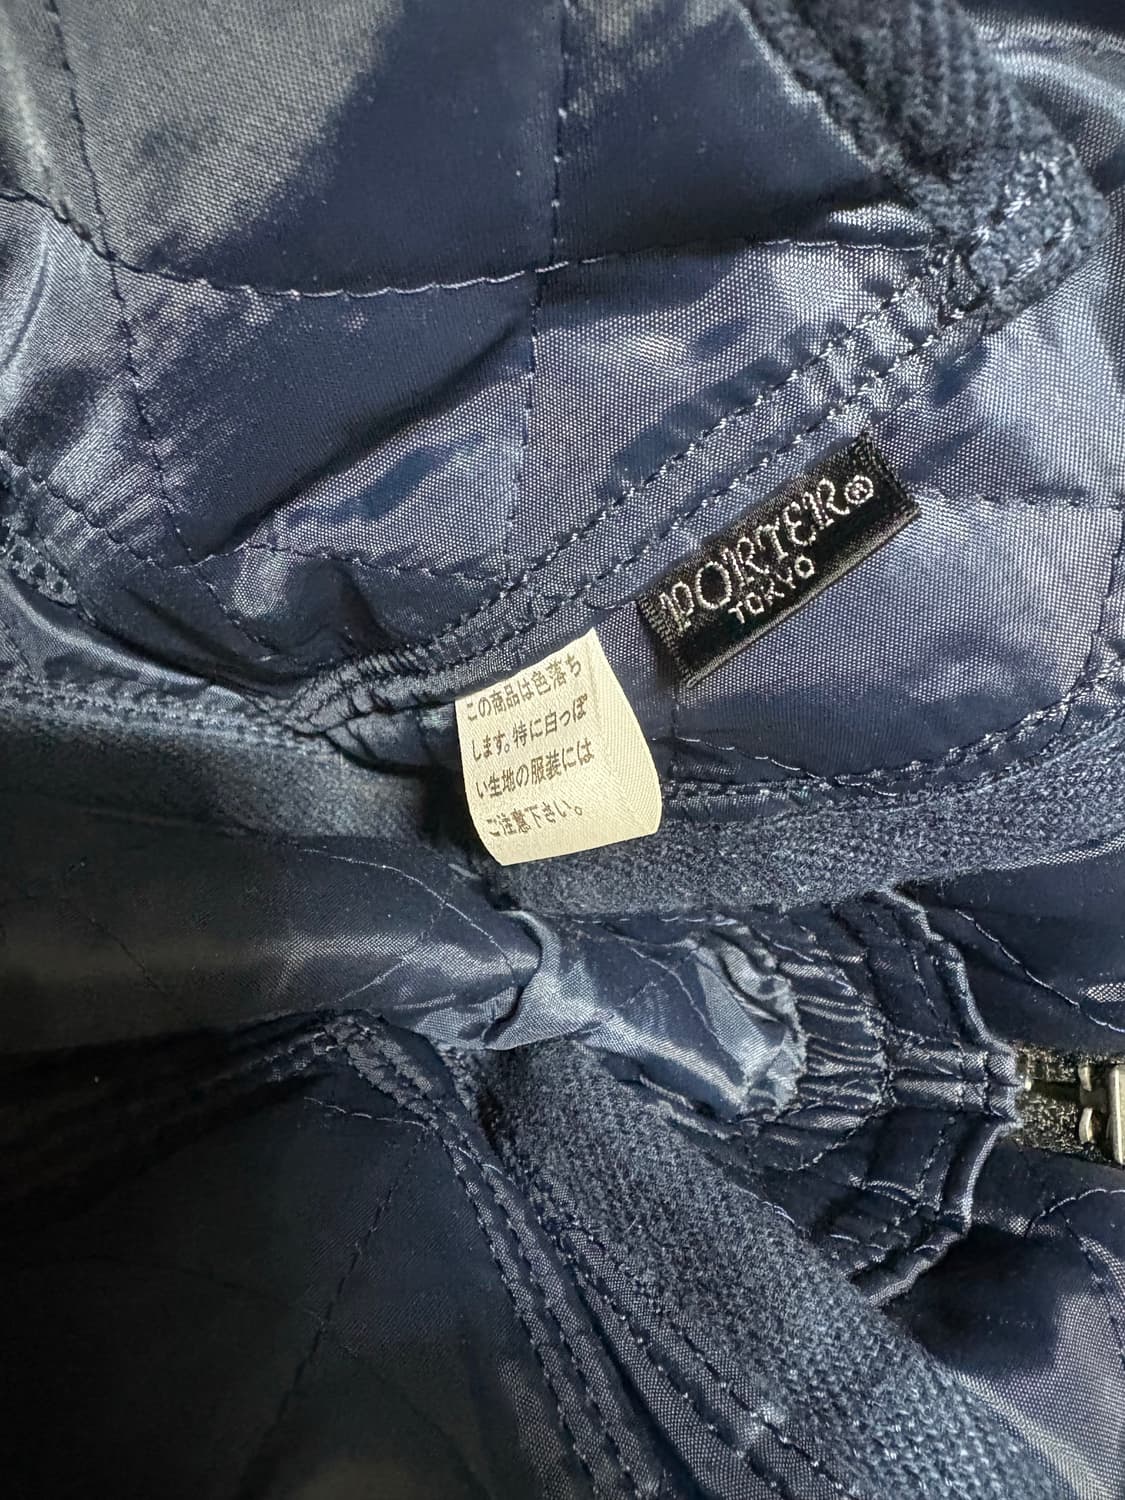 PORTER®
TOKYO
この商品は色落ち
します。特に白っぽ
い生地の服装には
ご注意下さい。